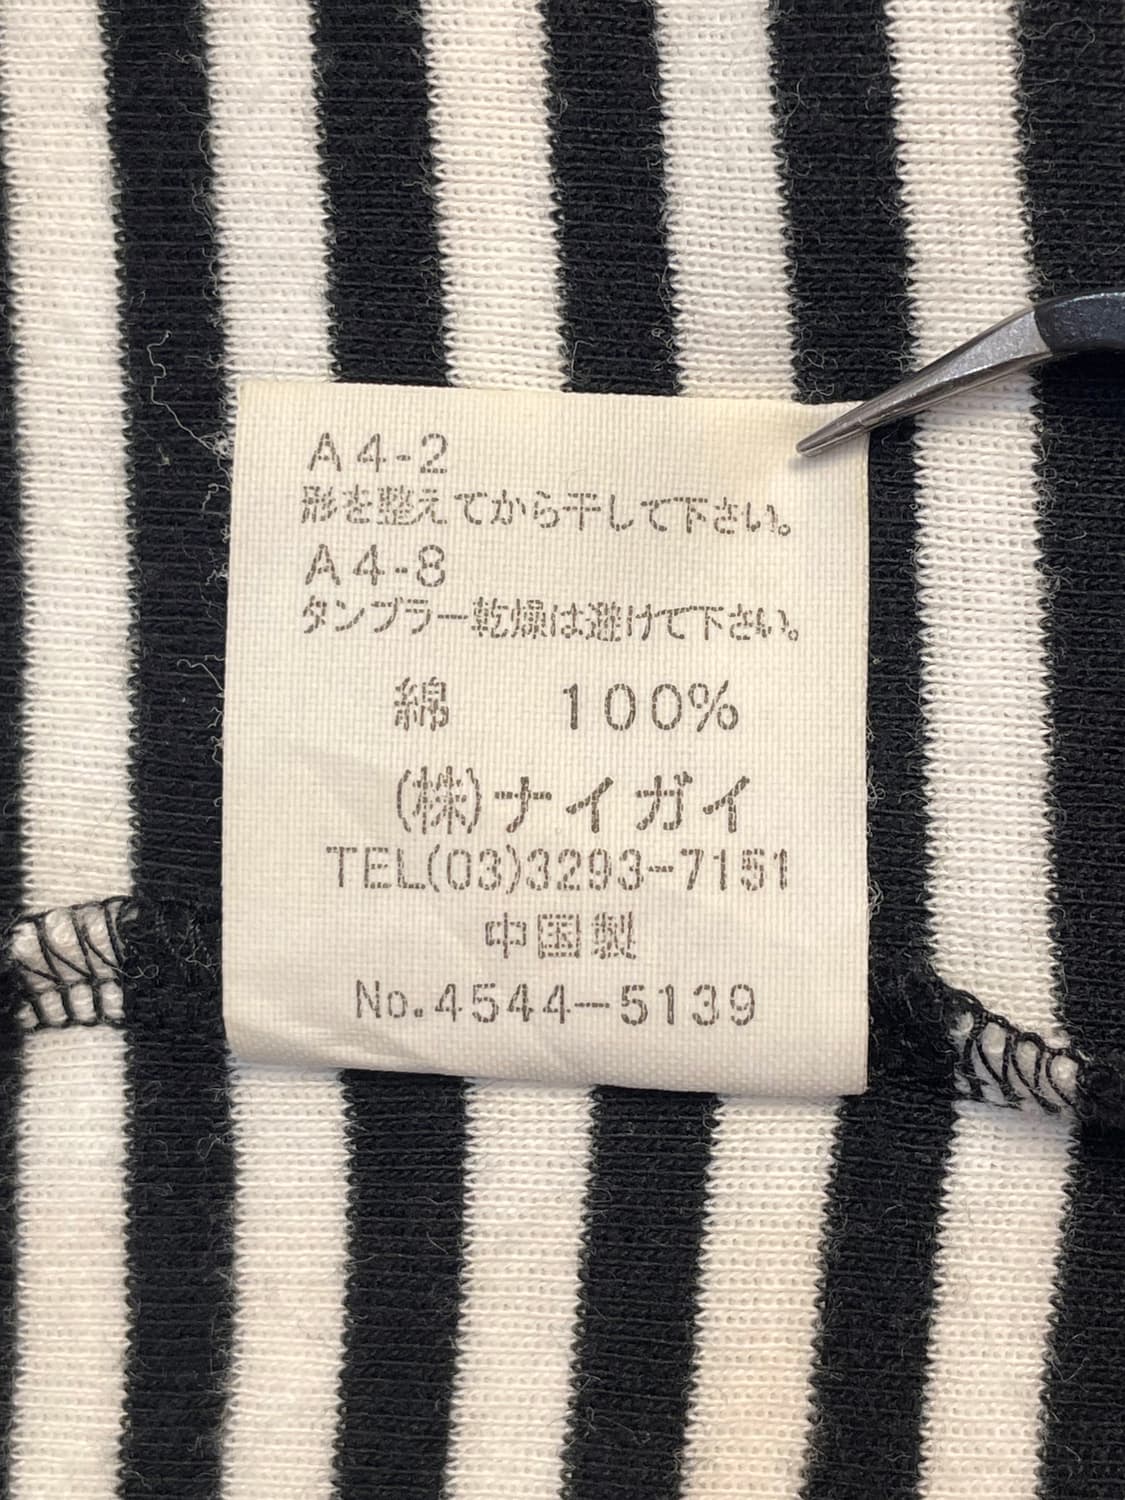 A4-2
形を整えてから干して下さい。
A4-8
タンブラー乾燥は避けて下さい。
綿 100%
(株)ナイガイ
TEL(03)3293-7151
中国製
No.4544-5139